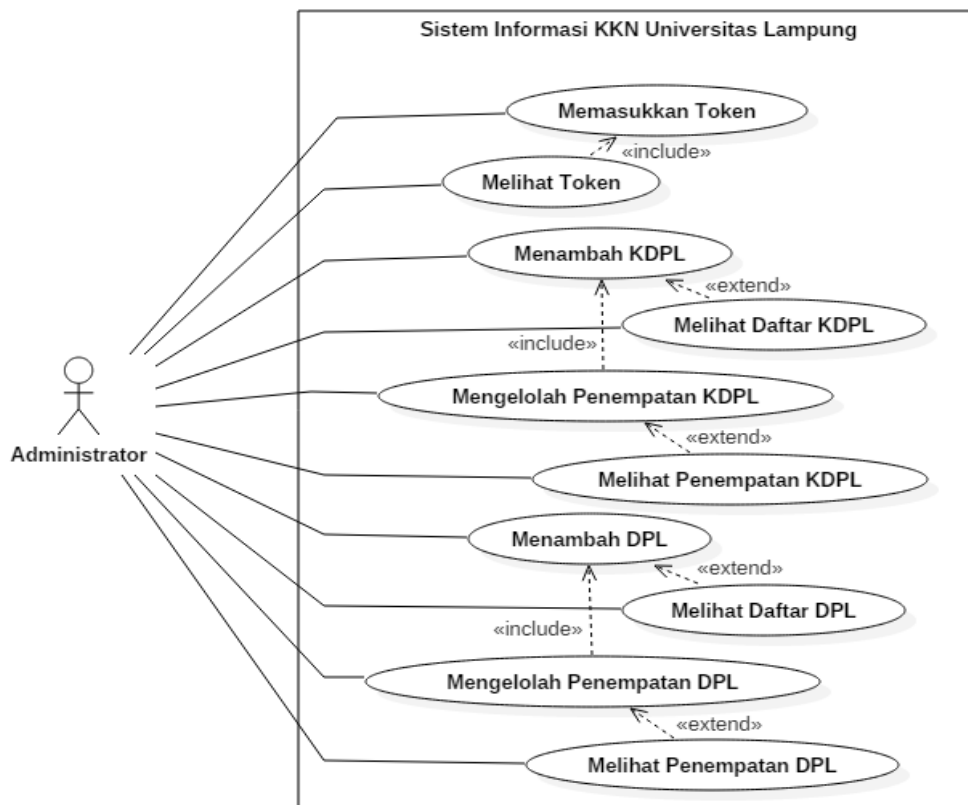 Sistem Informasi KKN Universitas Lampung
Memasukkan Token
«include»
Melihat Token
Menambah KDPL
«extend»
Melihat Daftar KDPL
«include»
Mengelolah Penempatan KDPL
«extend»
Administrator
Melihat Penempatan KDPL
Menambah DPL
«extend»
Melihat Daftar DPL
«include»
Mengelolah Penempatan DPL
«extend»
Melihat Penempatan DPL